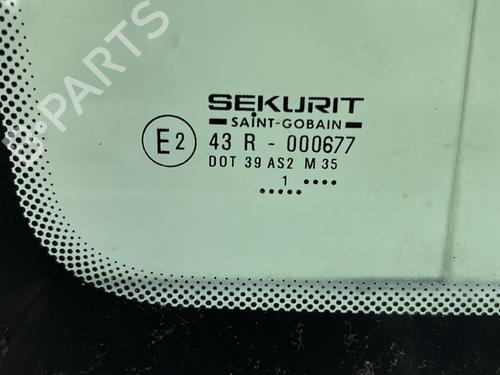 PARTS
SEKURIT
SAINT-GOBAIN
E2 43 R - 000677
DOT 39 AS2 M 35
..... 1 ....
.....